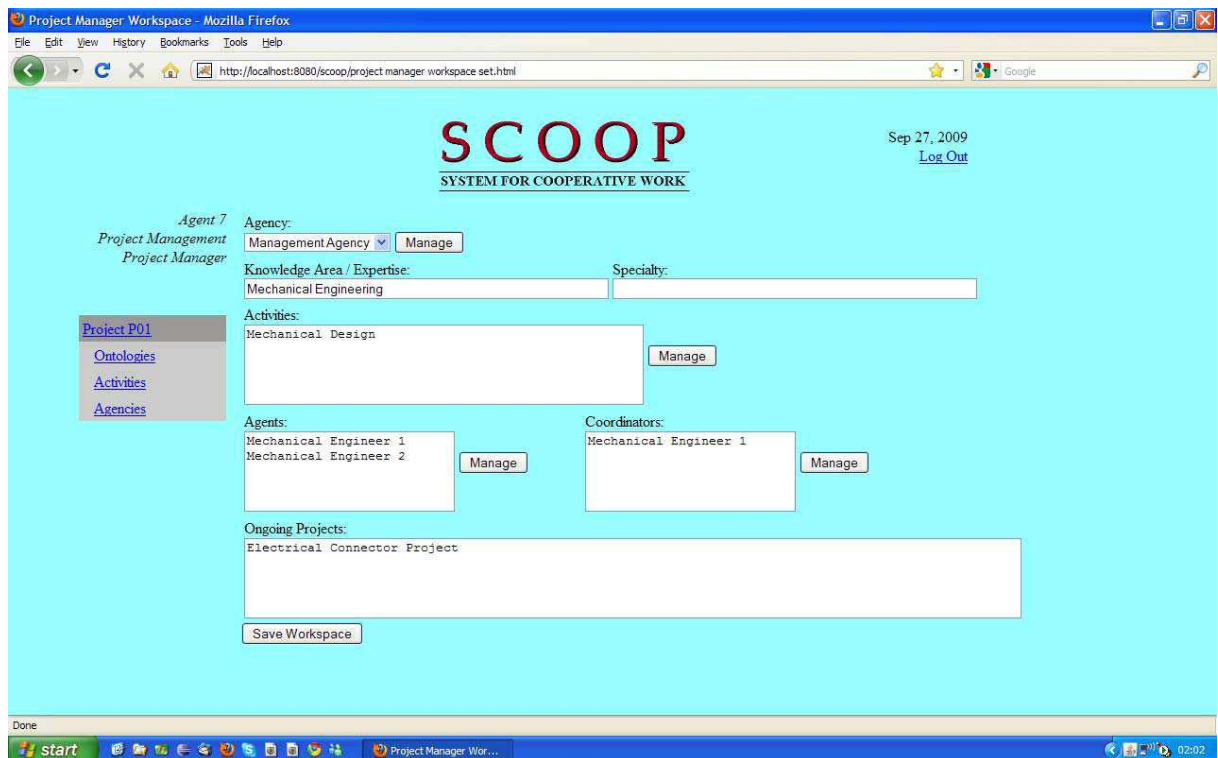 Project Manager Workspace - Mozilla Firefox
File Edit View History Bookmarks Tools Help
http://localhost:8080/scoop/project manager workspace set.html
Google
SCOOP
SYSTEM FOR COOPERATIVE WORK
Sep 27, 2009
Log Out
Agent 7
Project Management
Project Manager
Agency:
Management Agency Manage
Knowledge Area / Expertise: Specialty:
Mechanical Engineering
Activities:
Mechanical Design
Manage
Project P01
Ontologies
Activities
Agencies
Agents: Coordinators:
Mechanical Engineer 1 Mechanical Engineer 1
Mechanical Engineer 2
Manage Manage
Ongoing Projects:
Electrical Connector Project
Save Workspace
Done
start Project Manager Wor... 02:02